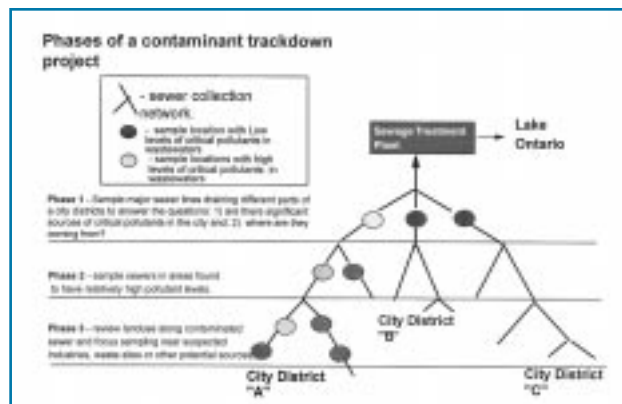 Phases of a contaminant trackdown
project
- sewer collection
network.
- sample location with Low
levels of critical pollutants in
wastewaters
- sample locations with high
levels of critical pollutants in
wastewaters
Sewage Treatment
Plant
Lake
Ontario
Phase 1 - Sample major sewer lines draining different parts of
a city districts to answer the questions: 1) are there significant
sources of critical pollutants in the city and 2) where are they
coming from?
Phase 2 - sample sewers in areas found
to have relatively high pollutant levels.
Phase 3 - review landuse along contaminated
sewer and focus sampling near suspected
industries, waste sites or other potential sources
City District
"B"
City District
"A"
City District
"C"